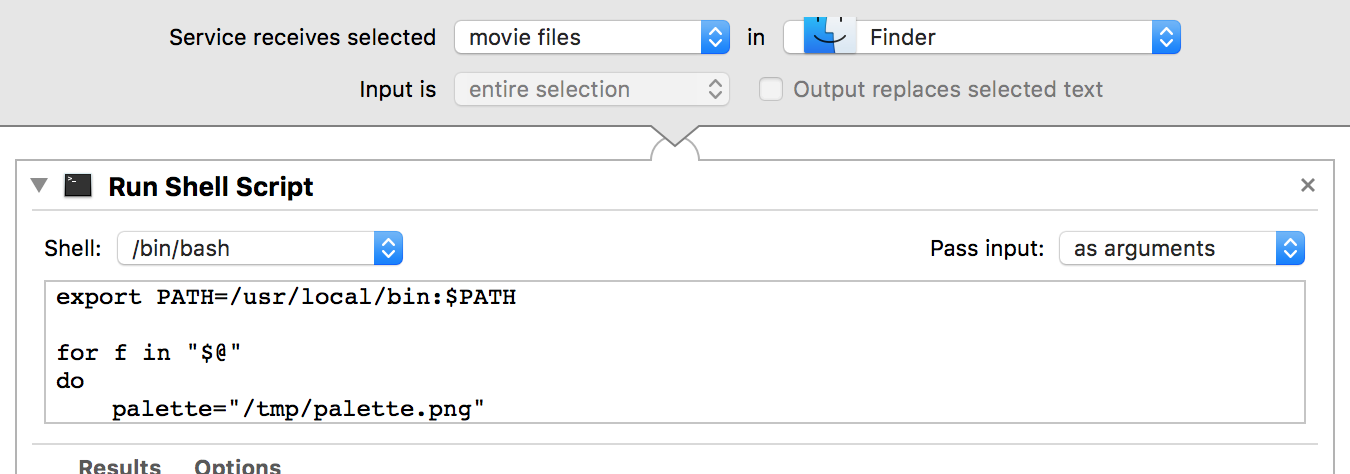 Service receives selected movie files in Finder
Input is entire selection Output replaces selected text
Run Shell Script
Shell: /bin/bash Pass input: as arguments
export PATH=/usr/local/bin:$PATH
for f in "$@"
do
    palette="/tmp/palette.png"
Results Options